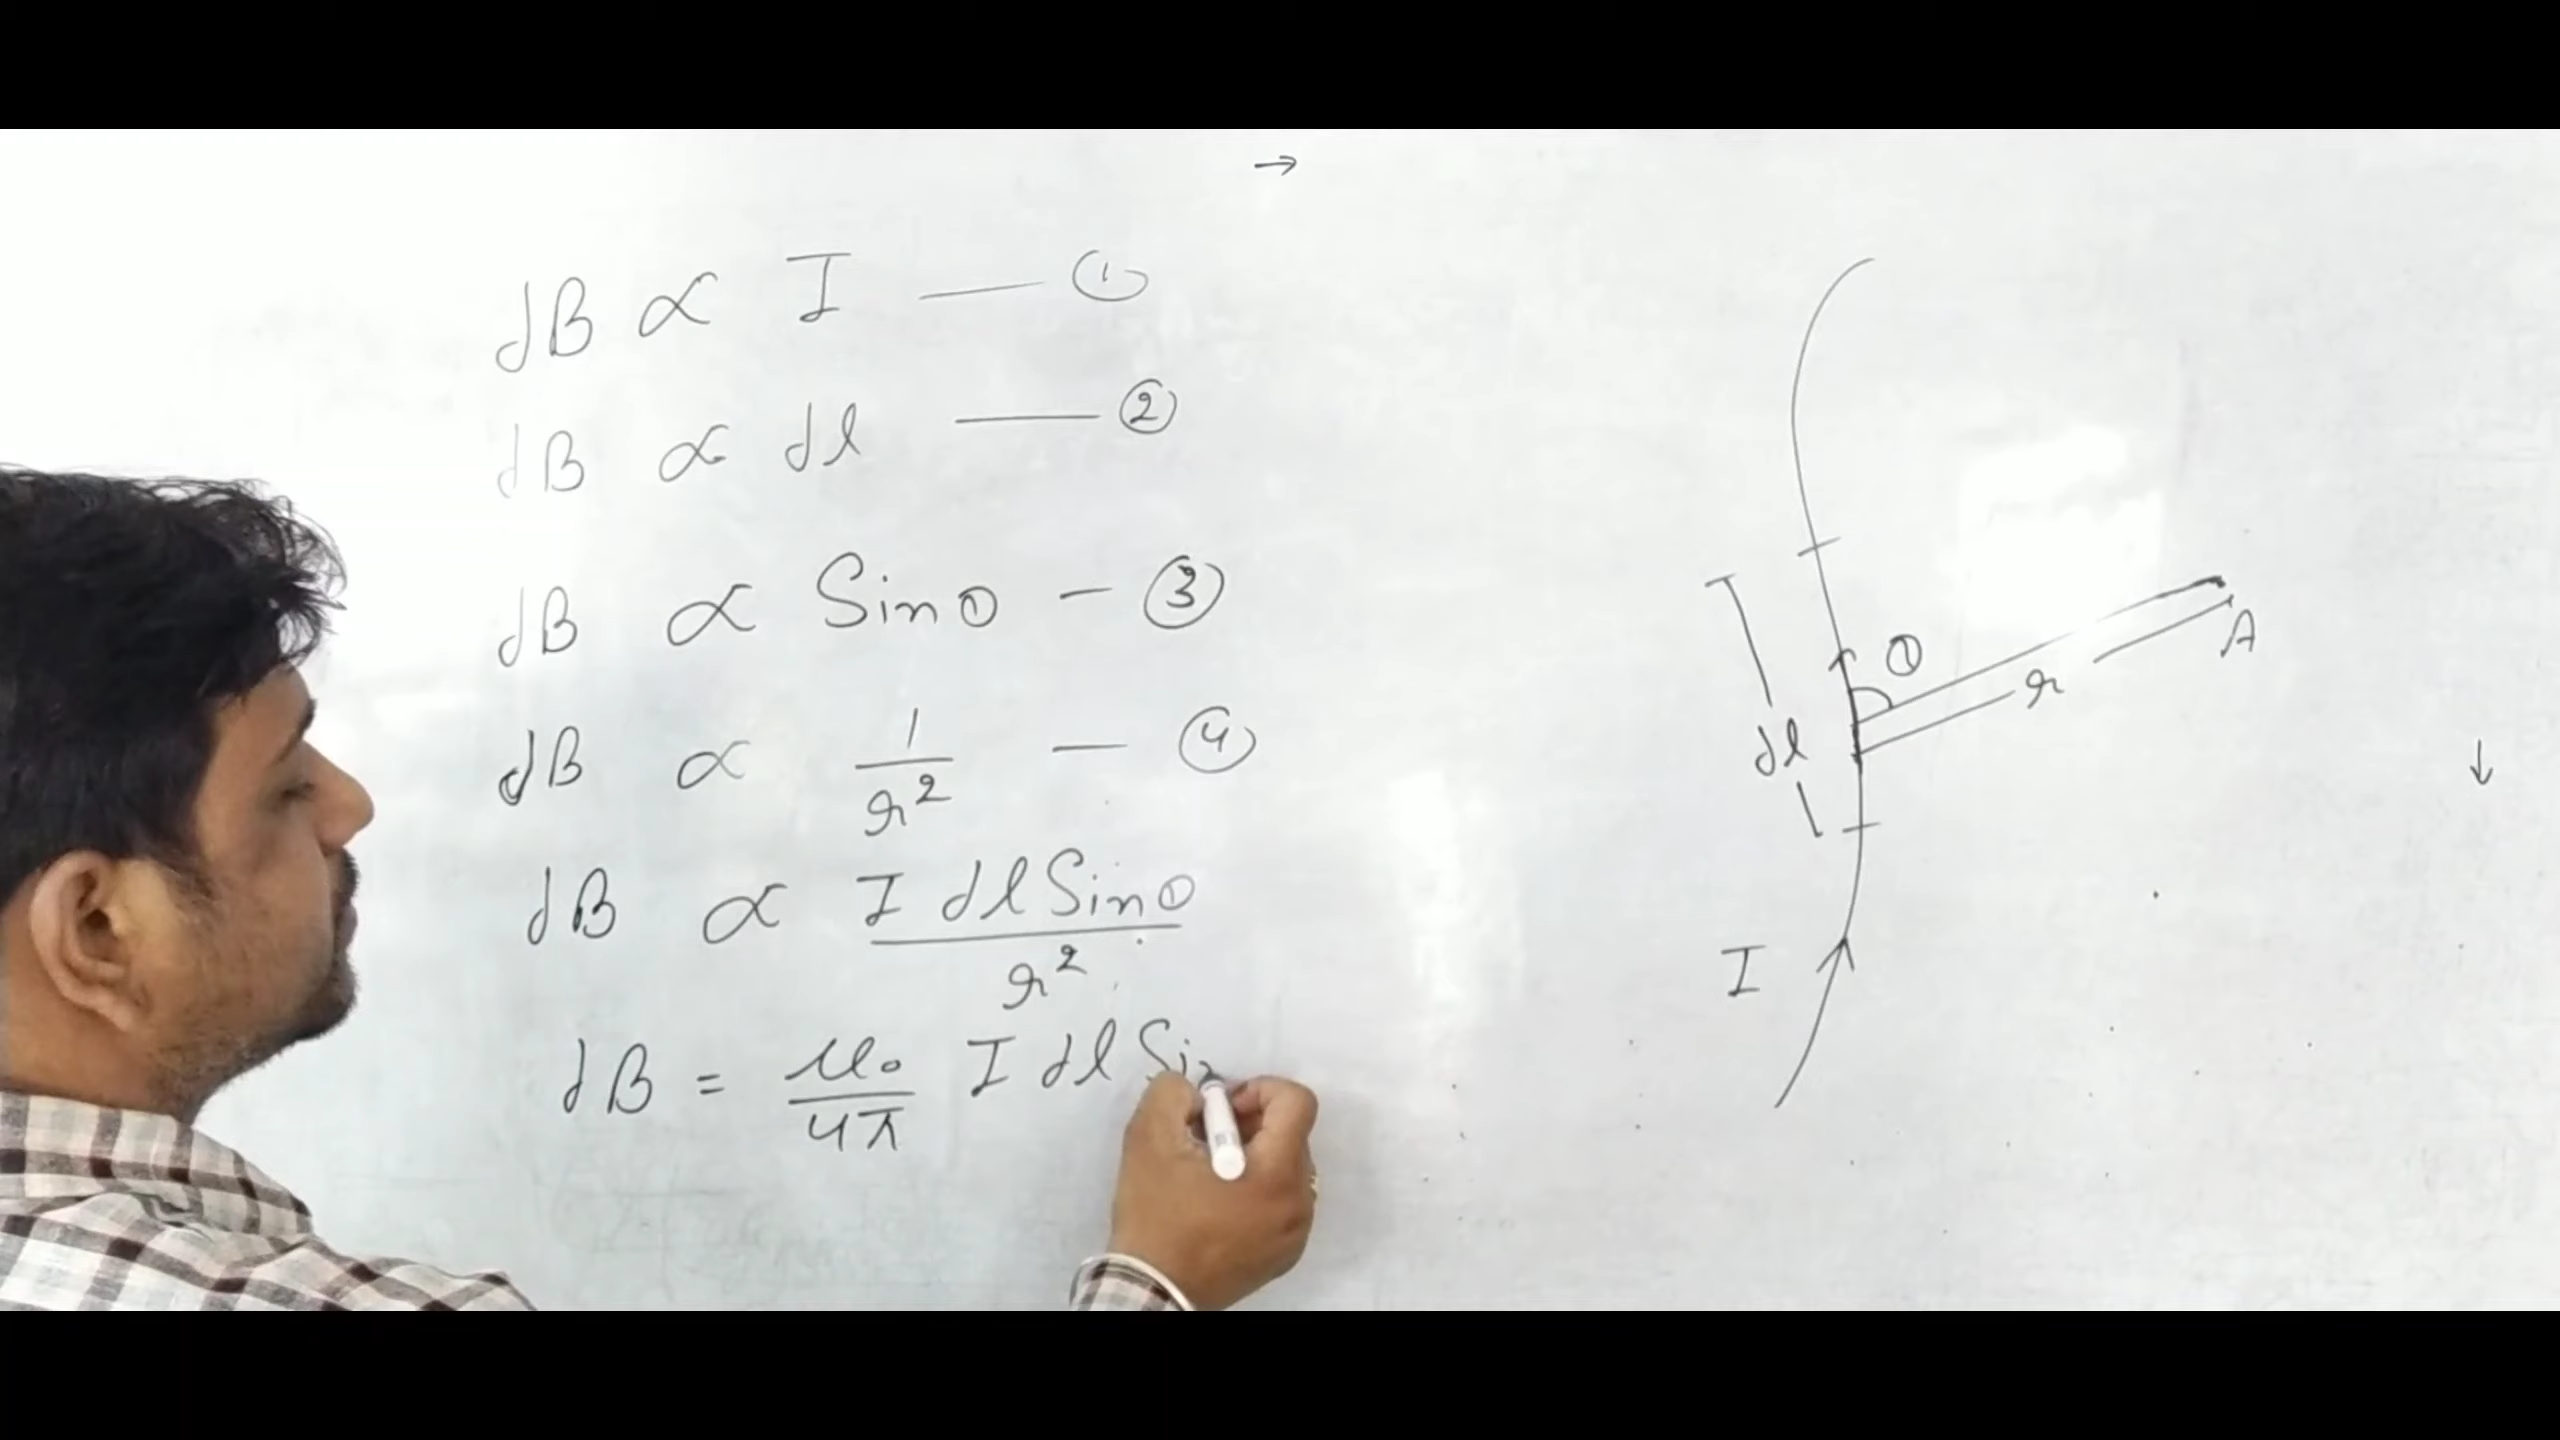 →
dB ∝ I — ①
dB ∝ dl — ②
dB ∝ Sinθ — ③
dB ∝ 1/r² — ④
dB ∝ I dl Sinθ / r²
dB = μ₀/4π I dl Sin
θ
A
r
dl
I
↓